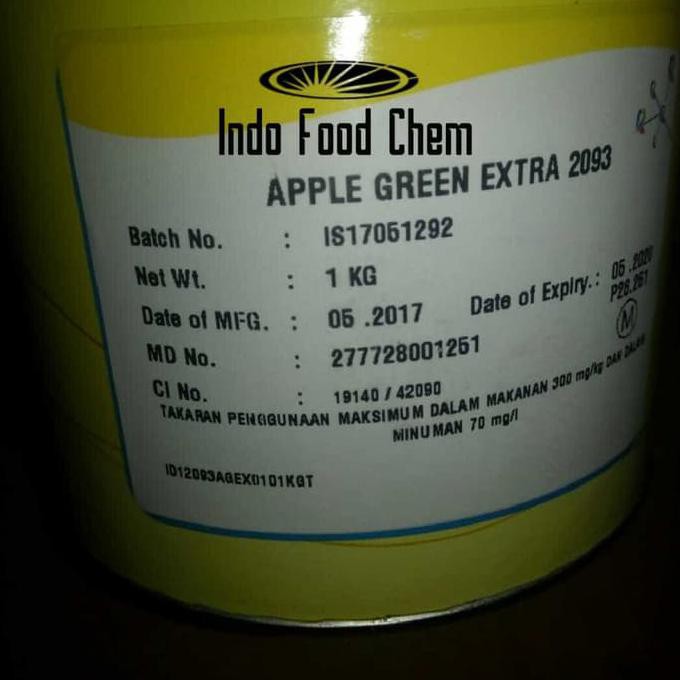 Indo Food Chem
APPLE GREEN EXTRA 2093
Batch No. : IS17051292
Net Wt. : 1 KG
Date of MFG. : 05 .2017 Date of Expiry. : 05 .2020
P26.261
MD No. : 277728001251
M
CI No. : 19140 / 42090
TAKARAN PENGGUNAAN MAKSIMUM DALAM MAKANAN 300 mg/kg DAN DALAM
MINUMAN 70 mg/l
ID12093AGEX0101KGT